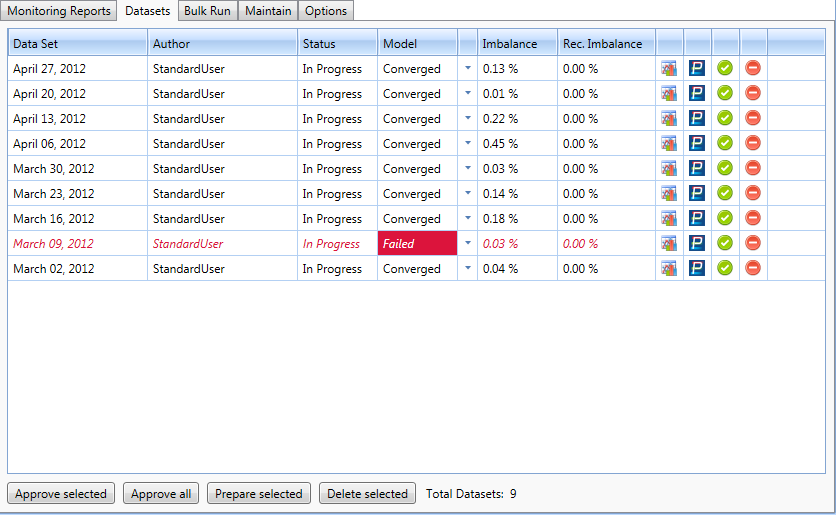 Monitoring Reports Datasets Bulk Run Maintain Options
Data Set Author Status Model Imbalance Rec. Imbalance
April 27, 2012 StandardUser In Progress Converged 0.13 % 0.00 %
April 20, 2012 StandardUser In Progress Converged 0.01 % 0.00 %
April 13, 2012 StandardUser In Progress Converged 0.22 % 0.00 %
April 06, 2012 StandardUser In Progress Converged 0.45 % 0.00 %
March 30, 2012 StandardUser In Progress Converged 0.03 % 0.00 %
March 23, 2012 StandardUser In Progress Converged 0.14 % 0.00 %
March 16, 2012 StandardUser In Progress Converged 0.18 % 0.00 %
March 09, 2012 StandardUser In Progress Failed 0.03 % 0.00 %
March 02, 2012 StandardUser In Progress Converged 0.04 % 0.00 %
Approve selected Approve all Prepare selected Delete selected Total Datasets: 9